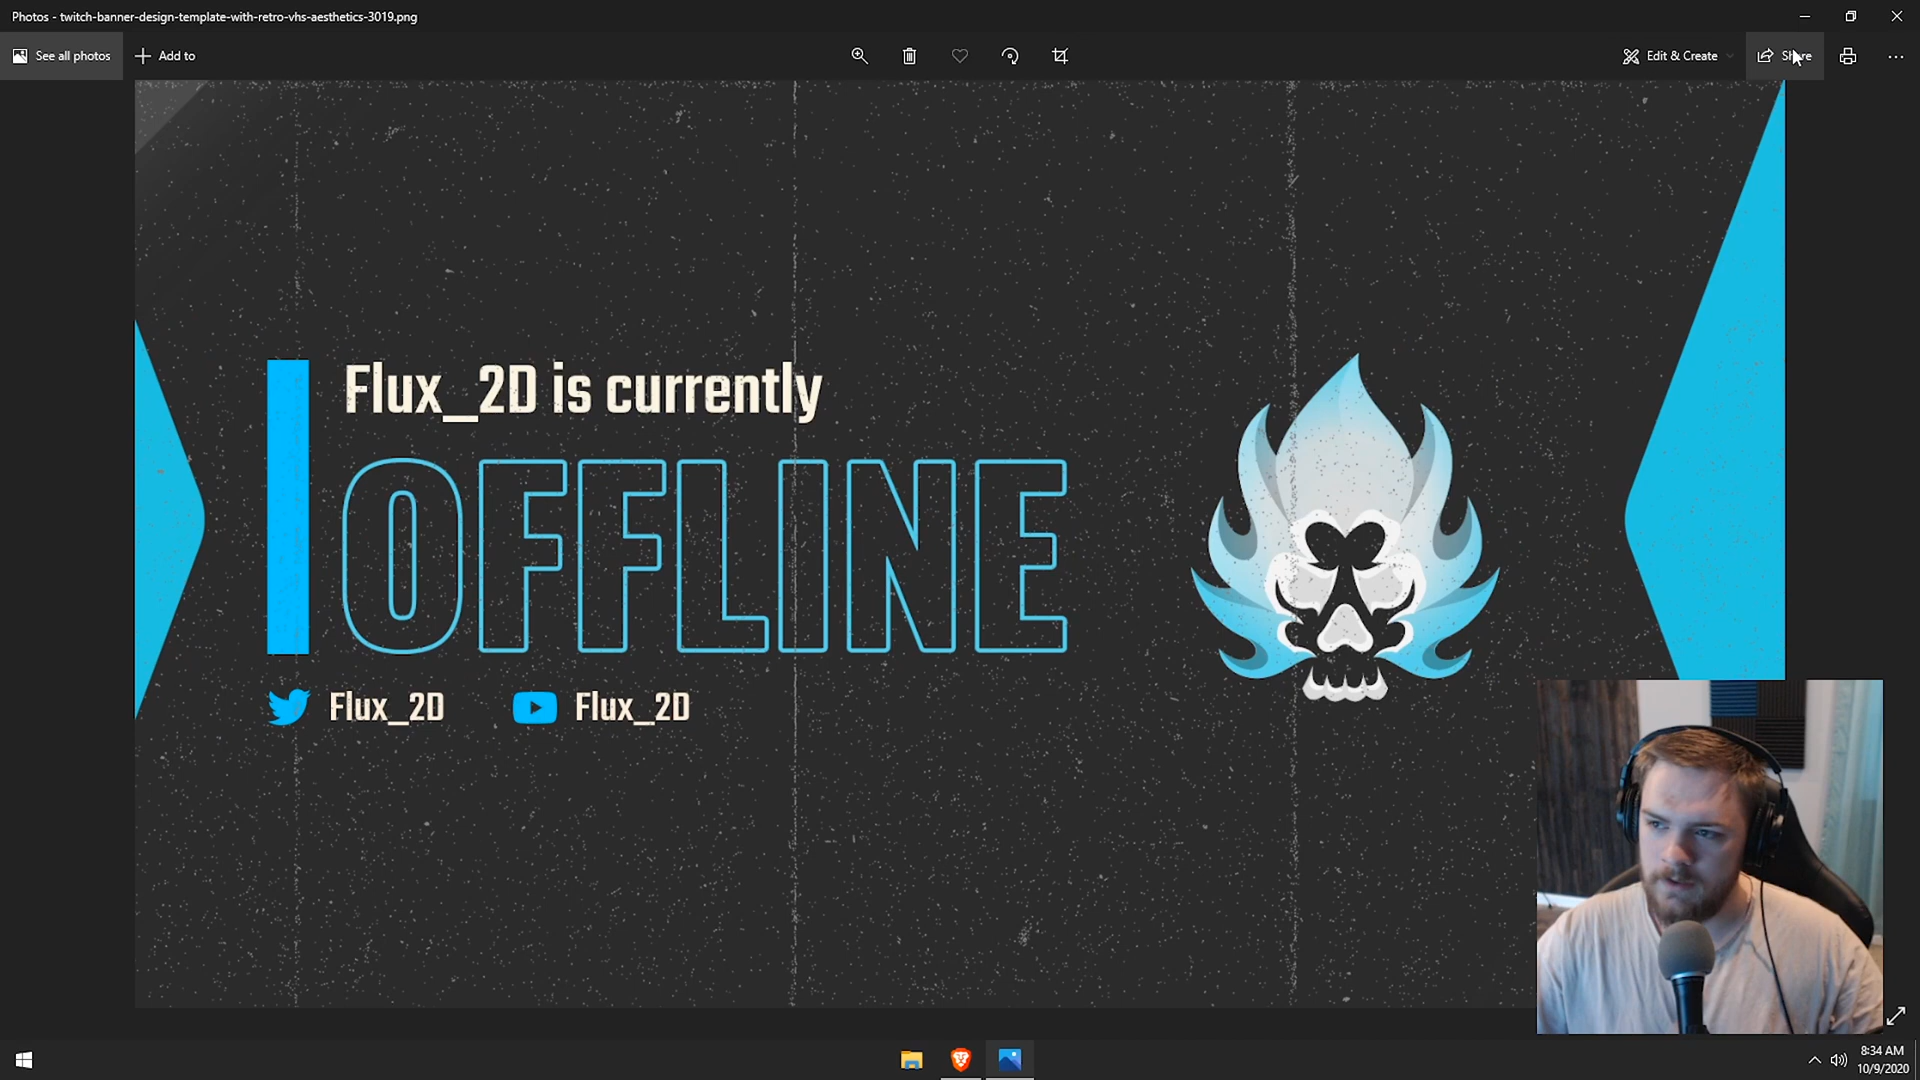 Photos - twitch-banner-design-template-with-retro-vhs-aesthetics-3019.png
See all photos
Add to
Edit & Create
Share
Flux_2D is currently
OFFLINE
Flux_2D
Flux_2D
8:34 AM
10/9/2020